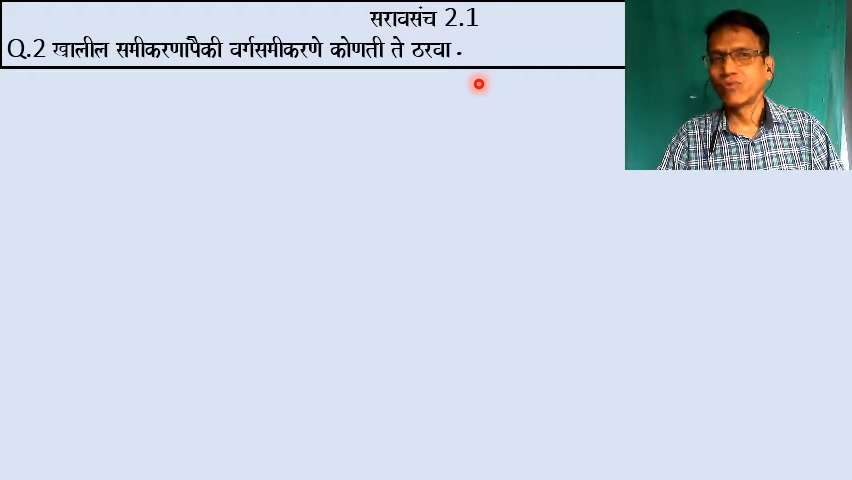 सरावसंच 2.1
Q.2 खालील समीकरणांपैकी वर्गसमीकरणे कोणती ते ठरवा .